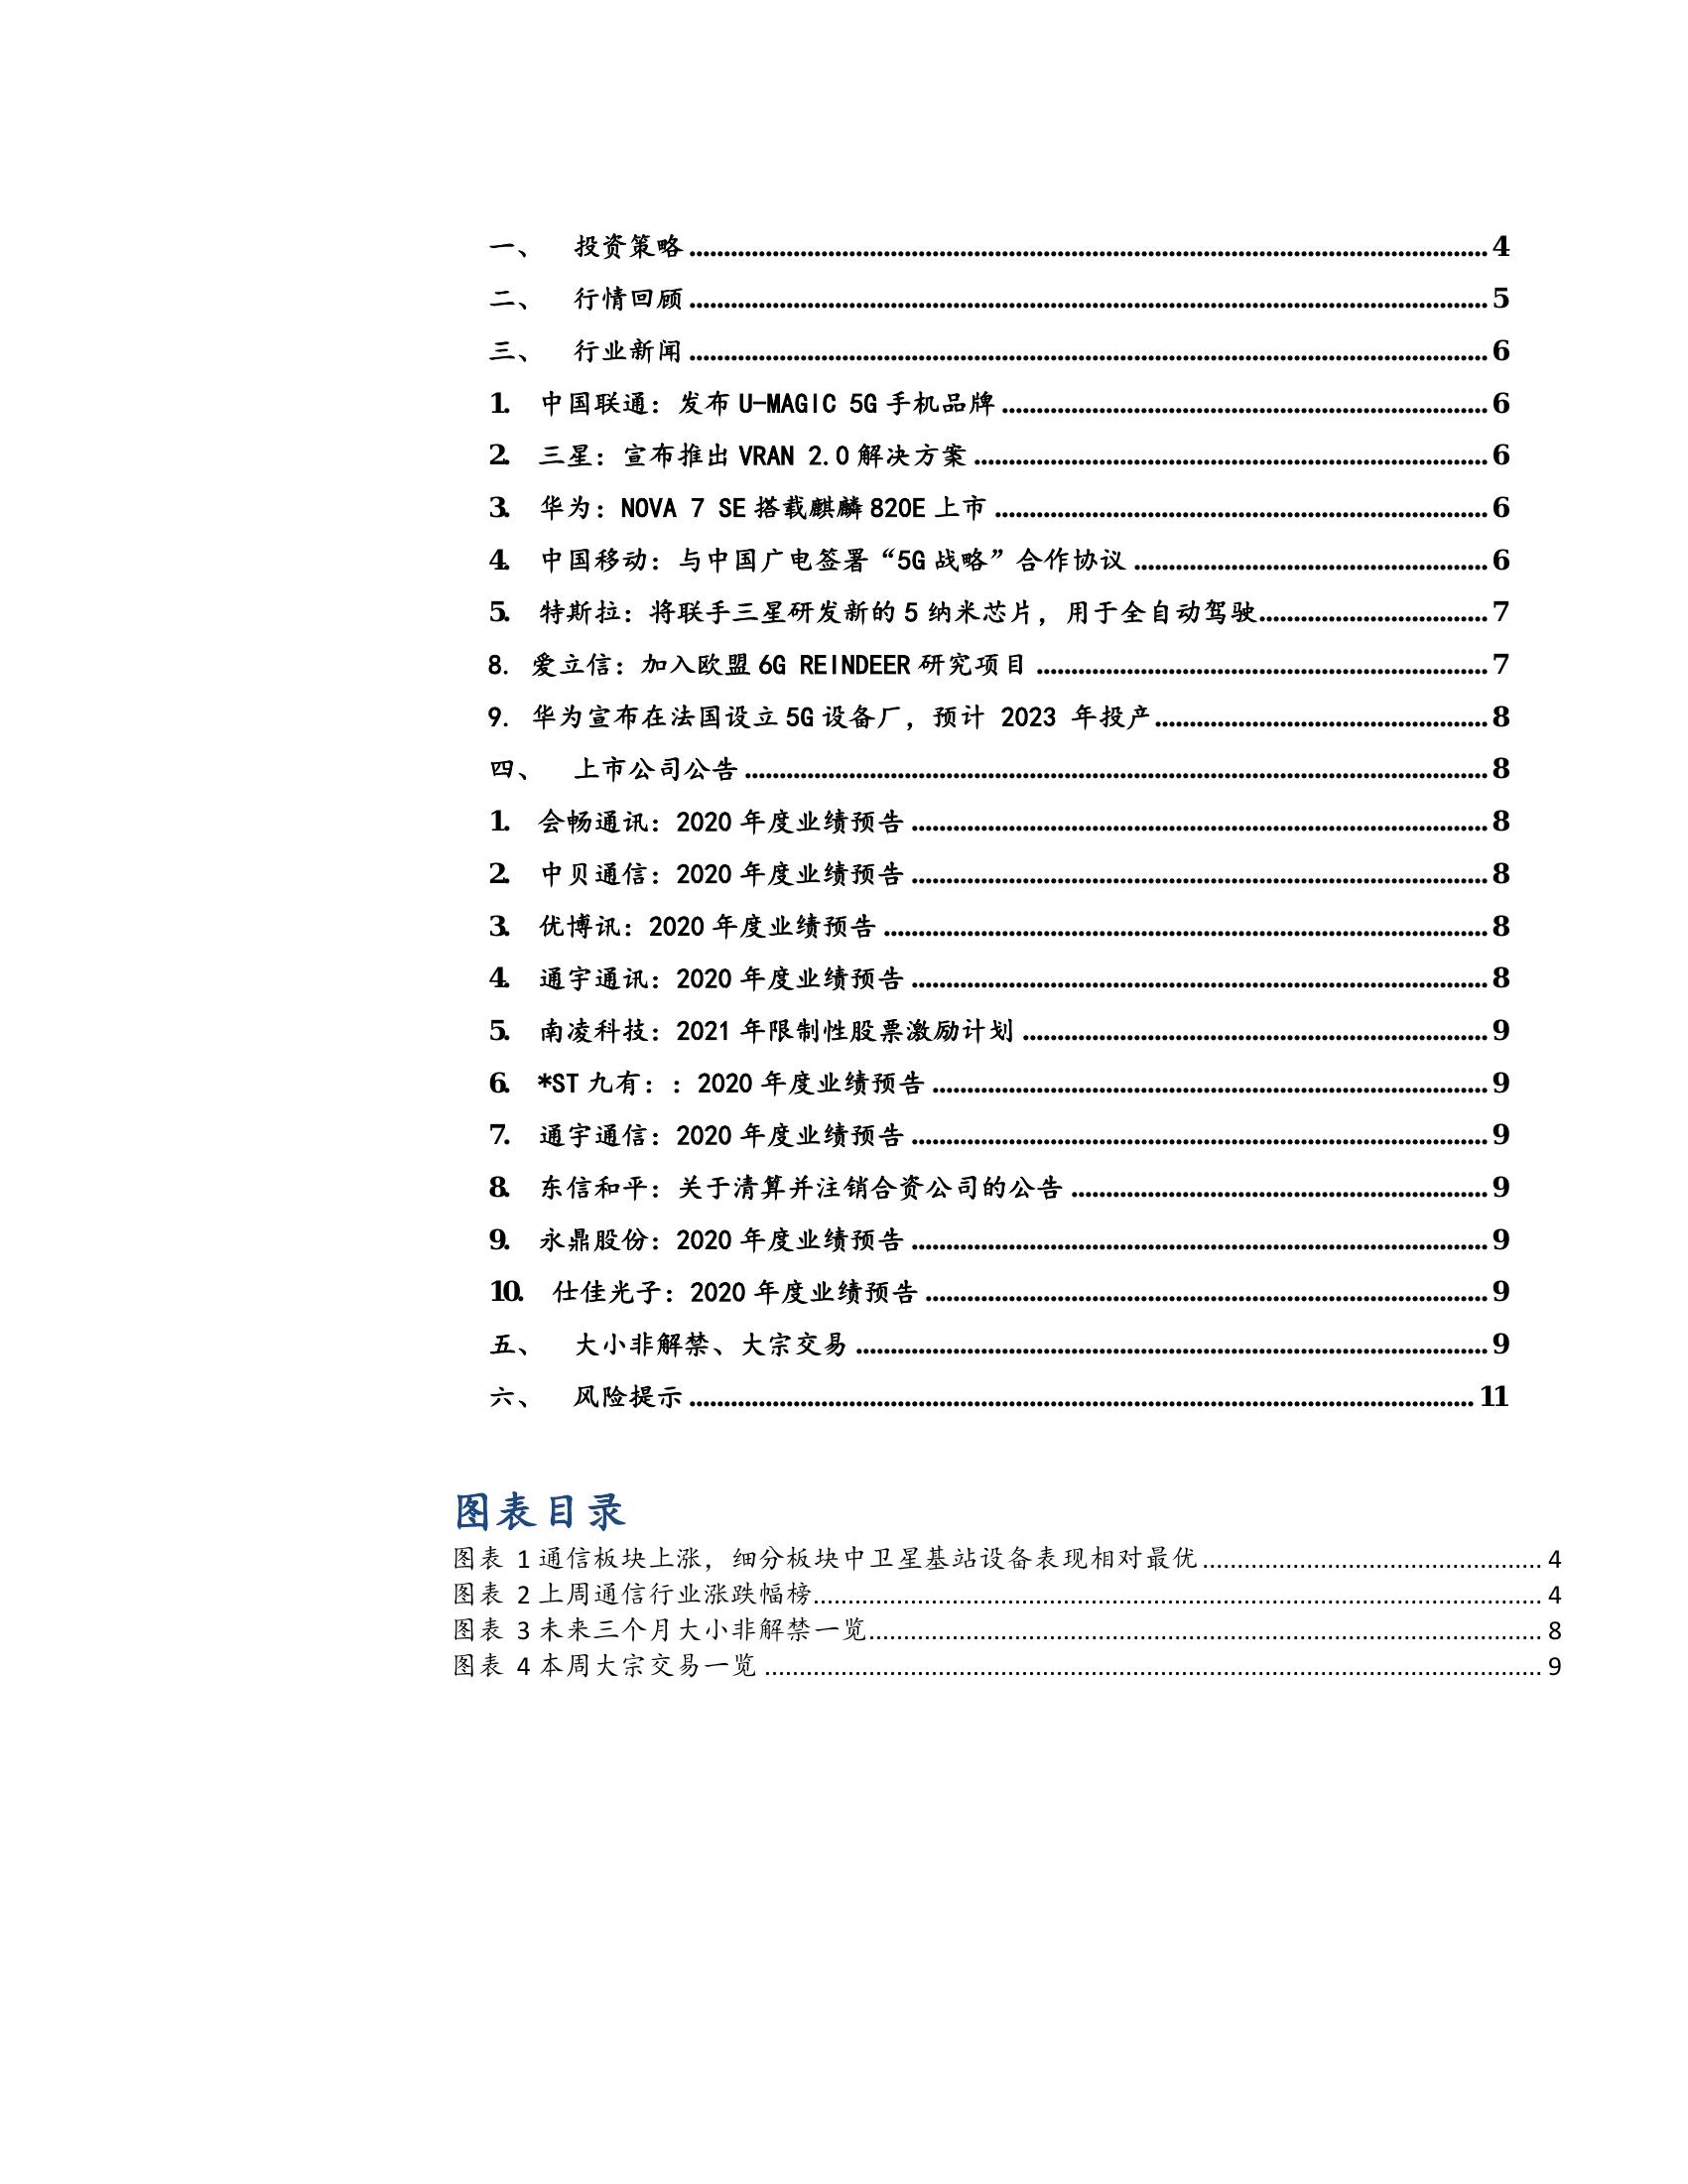 一、 投资策略 4
二、 行情回顾 5
三、 行业新闻 6
1. 中国联通：发布 U-MAGIC 5G 手机品牌 6
2. 三星：宣布推出 VRAN 2.0 解决方案 6
3. 华为：NOVA 7 SE 搭载麒麟 820E 上市 6
4. 中国移动：与中国广电签署“5G 战略”合作协议 6
5. 特斯拉：将联手三星研发新的 5 纳米芯片，用于全自动驾驶 7
8. 爱立信：加入欧盟 6G REINDEER 研究项目 7
9. 华为宣布在法国设立 5G 设备厂，预计 2023 年投产 8
四、 上市公司公告 8
1. 会畅通讯：2020 年度业绩预告 8
2. 中贝通信：2020 年度业绩预告 8
3. 优博讯：2020 年度业绩预告 8
4. 通宇通讯：2020 年度业绩预告 8
5. 南凌科技：2021 年限制性股票激励计划 9
6. *ST 九有：：2020 年度业绩预告 9
7. 通宇通信：2020 年度业绩预告 9
8. 东信和平：关于清算并注销合资公司的公告 9
9. 永鼎股份：2020 年度业绩预告 9
10. 仕佳光子：2020 年度业绩预告 9
五、 大小非解禁、大宗交易 9
六、 风险提示 11
图表目录
图表 1 通信板块上涨，细分板块中卫星基站设备表现相对最优 4
图表 2 上周通信行业涨跌幅榜 4
图表 3 未来三个月大小非解禁一览 8
图表 4 本周大宗交易一览 9